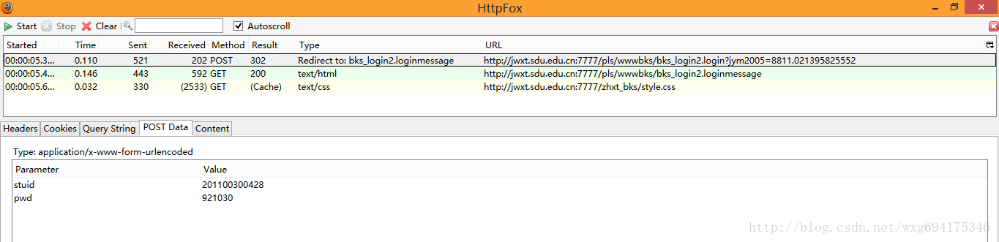 HttpFox
Start Stop Clear Autoscroll
Started Time Sent Received Method Result Type URL
00:00:05.3... 0.110 521 202 POST 302 Redirect to: bks_login2.loginmessage http://jwxt.sdu.edu.cn:7777/pls/wwwbks/bks_login2.login?jym2005=8811.021395825552
00:00:05.4... 0.146 443 592 GET 200 text/html http://jwxt.sdu.edu.cn:7777/pls/wwwbks/bks_login2.loginmessage
00:00:05.6... 0.032 330 (2533) GET (Cache) text/css http://jwxt.sdu.edu.cn:7777/zhxt_bks/style.css
Headers Cookies Query String POST Data Content
Type: application/x-www-form-urlencoded
Parameter Value
stuid 201100300428
pwd 921030
http://blog.csdn.net/wxg694175346